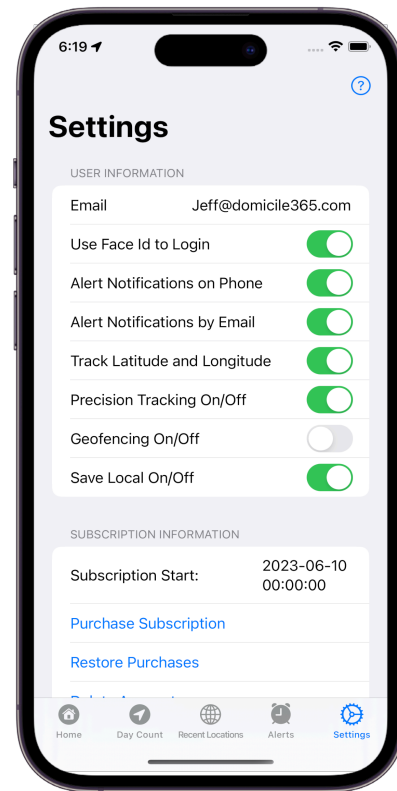 6:19
?
Settings
USER INFORMATION
Email Jeff@domicile365.com
Use Face Id to Login
Alert Notifications on Phone
Alert Notifications by Email
Track Latitude and Longitude
Precision Tracking On/Off
Geofencing On/Off
Save Local On/Off
SUBSCRIPTION INFORMATION
Subscription Start: 2023-06-10
00:00:00
Purchase Subscription
Restore Purchases
Home Day Count Recent Locations Alerts Settings